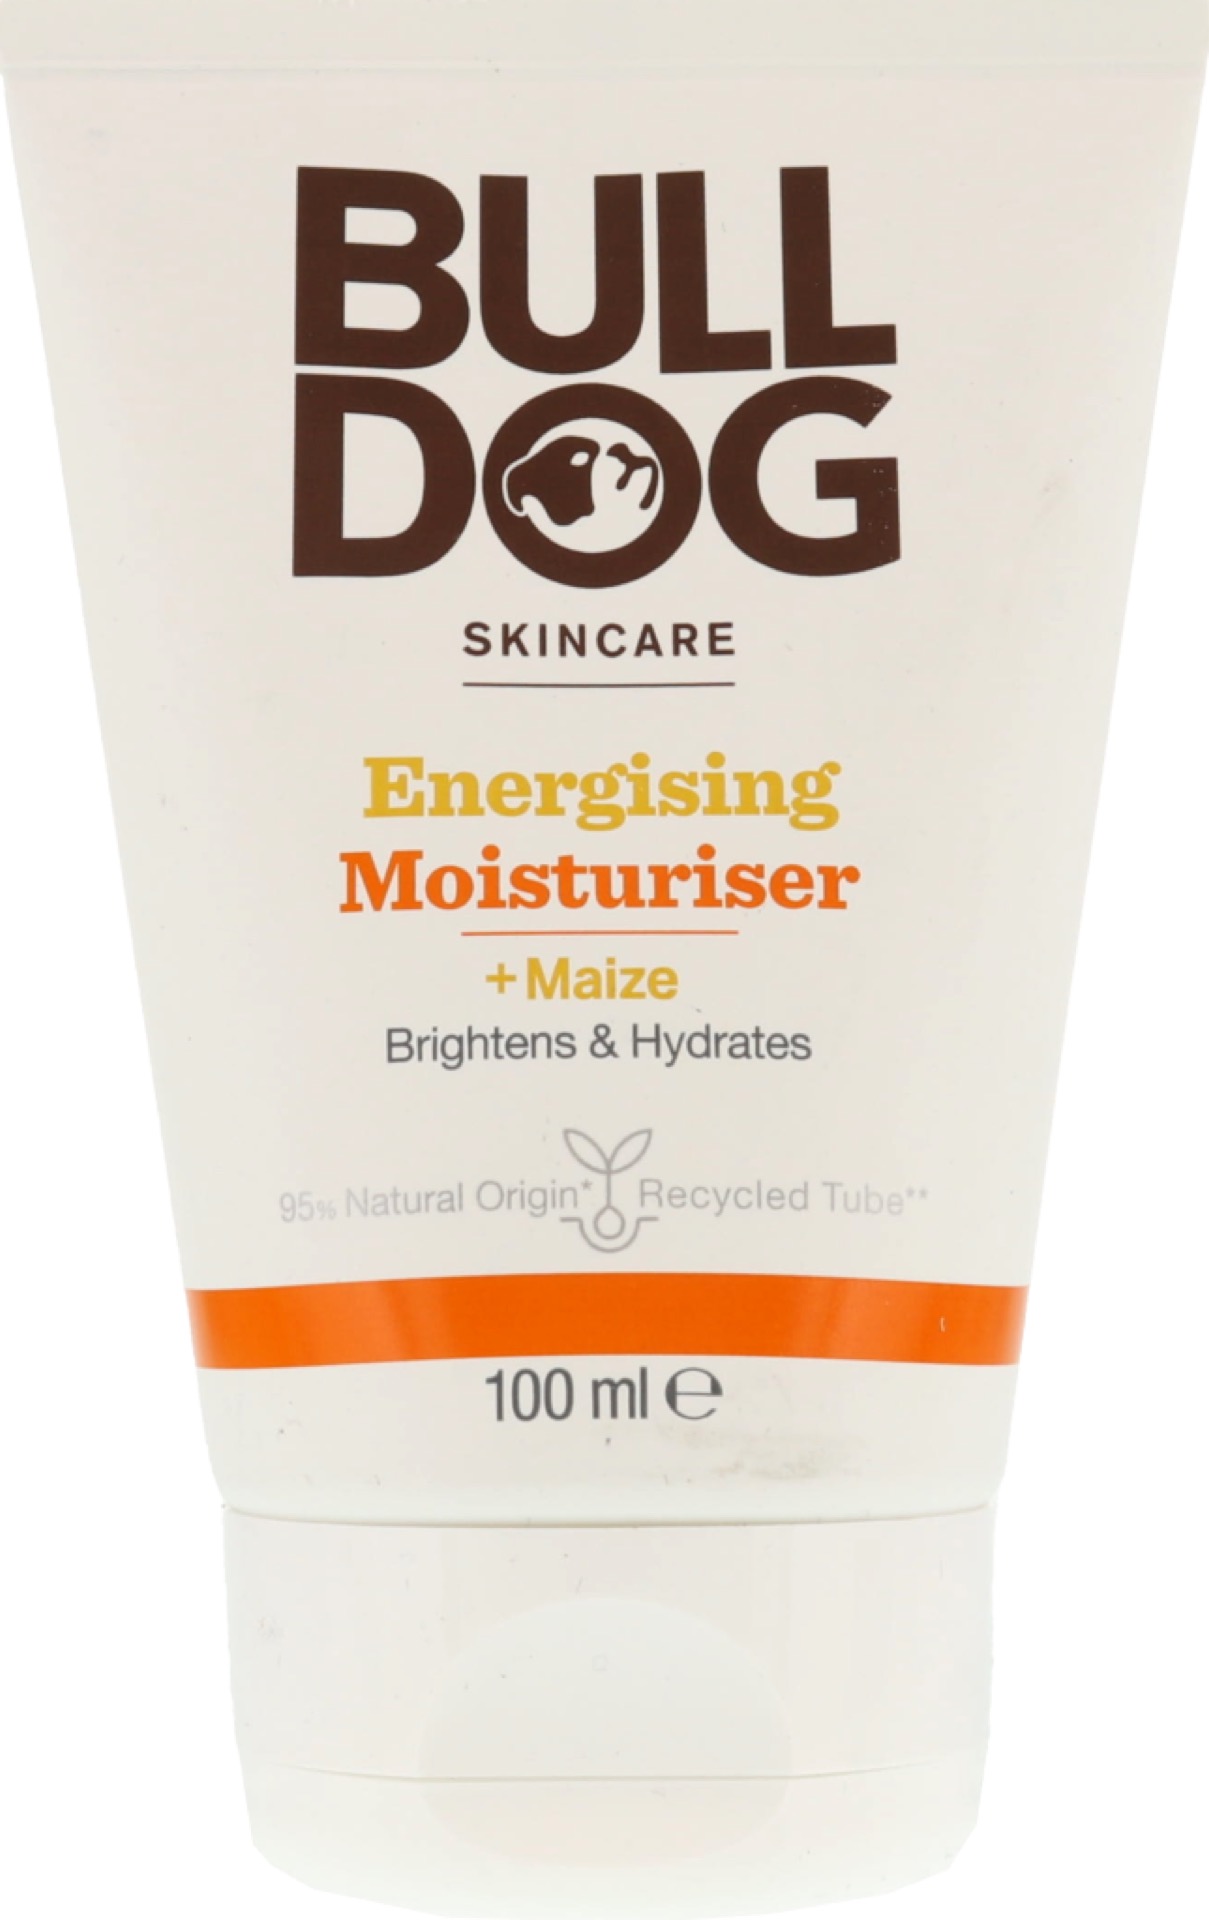 BULL
DOG
SKINCARE
Energising
Moisturiser
+Maize
Brightens & Hydrates
95% Natural Origin* Recycled Tube**
100 ml ℮